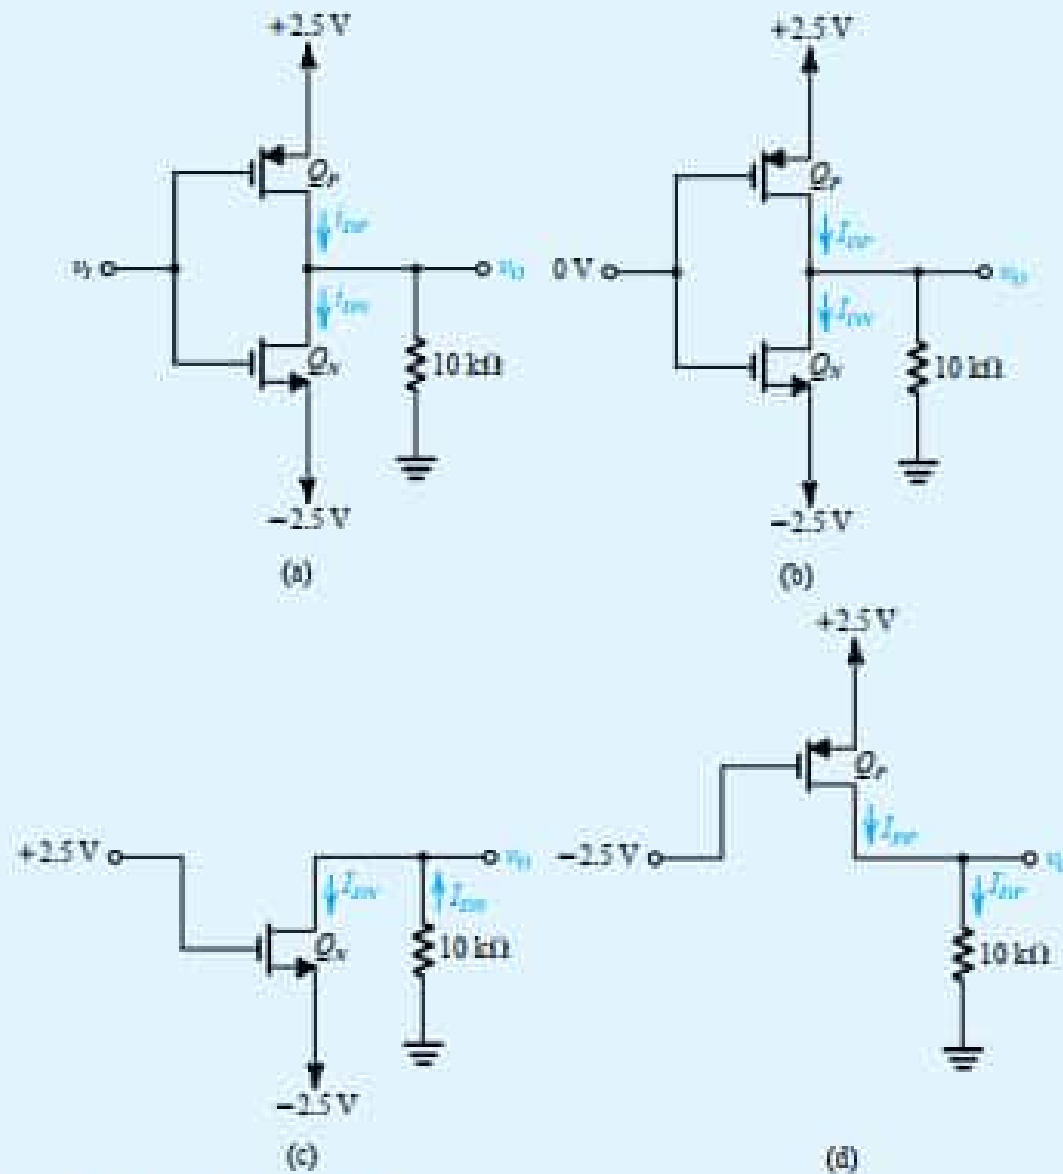 +2.5 V
+2.5 V
Q_P
Q_P
i_DP
I_DP
v_I
v_O
0 V
v_O
i_DN
I_DN
Q_N
10 kΩ
Q_N
10 kΩ
−2.5 V
−2.5 V
(a)
(b)
+2.5 V
Q_P
I_DP
+2.5 V
v_O
−2.5 V
I_DN
I_DN
I_DP
Q_N
10 kΩ
10 kΩ
−2.5 V
(c)
(d)